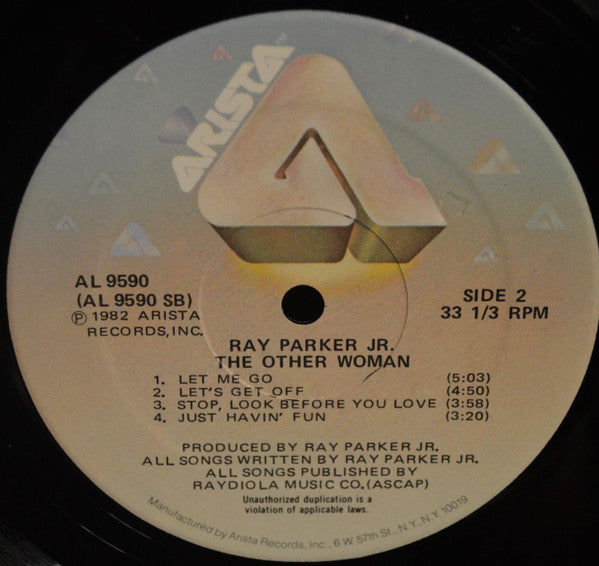 ARISTA™
AL 9590
(AL 9590 SB)
℗ 1982 ARISTA
RECORDS, INC.
SIDE 2
33 1/3 RPM
RAY PARKER JR.
THE OTHER WOMAN
1. LET ME GO (5:03)
2. LET'S GET OFF (4:50)
3. STOP, LOOK BEFORE YOU LOVE (3:58)
4. JUST HAVIN' FUN (3:20)
PRODUCED BY RAY PARKER JR.
ALL SONGS WRITTEN BY RAY PARKER JR.
ALL SONGS PUBLISHED BY
RAYDIOLA MUSIC CO.(ASCAP)
Unauthorized duplication is a
violation of applicable laws.
Manufactured by Arista Records, Inc., 6 W 57th St., N.Y. N.Y 10019